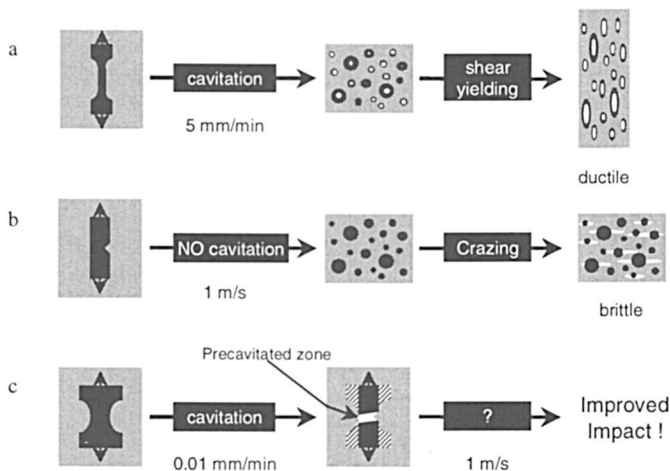 a
cavitation
5 mm/min
shear
yielding
ductile
b
NO cavitation
1 m/s
Crazing
brittle
Precavitated zone
c
cavitation
0.01 mm/min
?
1 m/s
Improved
Impact !